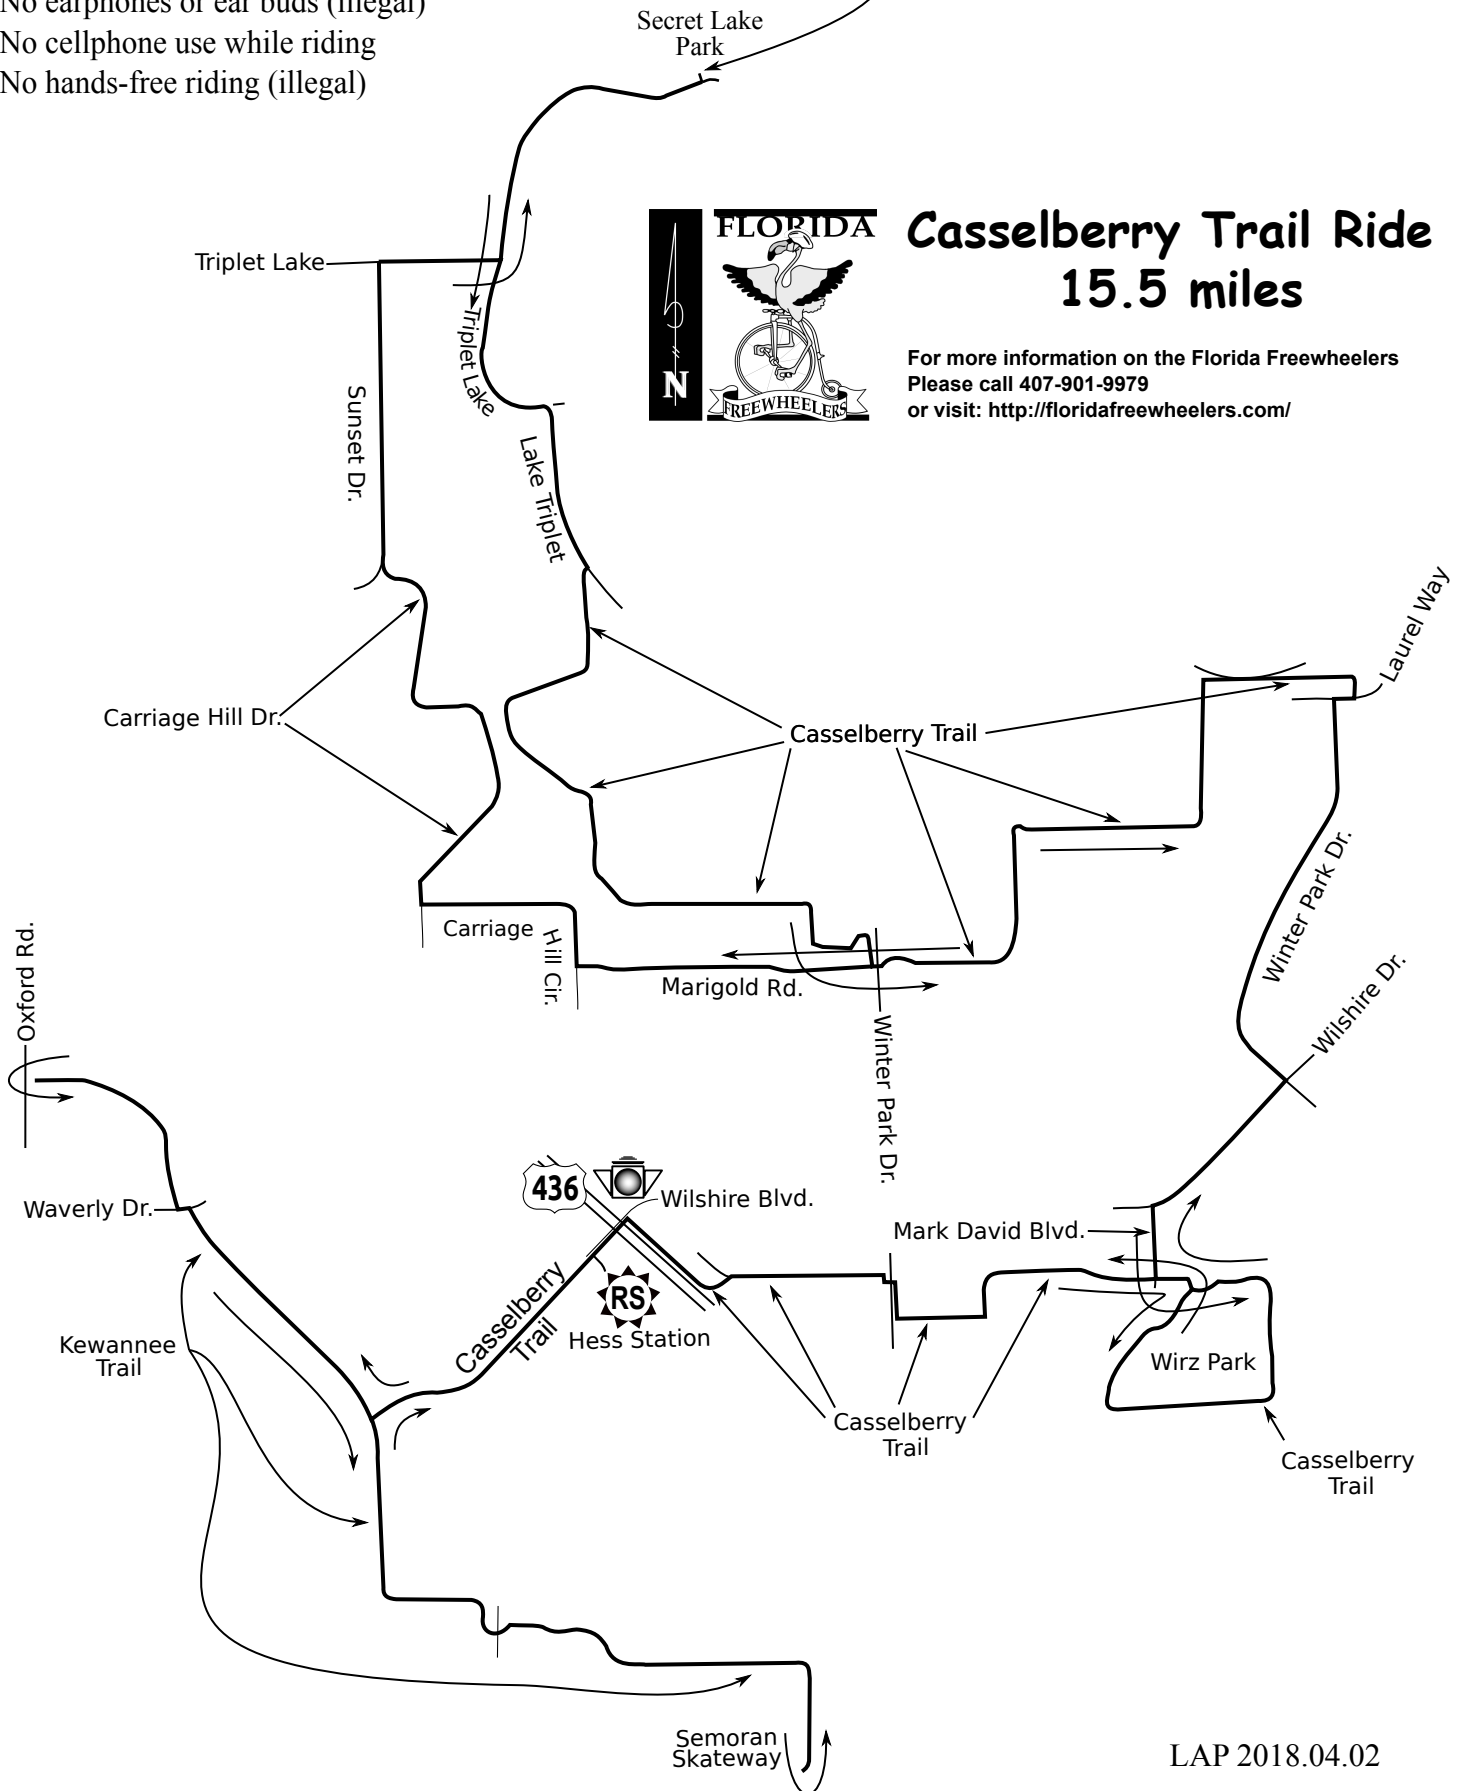 No earphones or ear buds (illegal)
No cellphone use while riding
No hands-free riding (illegal)
Secret Lake
Park
FLORIDA
FREEWHEELERS
N
Casselberry Trail Ride
15.5 miles
For more information on the Florida Freewheelers
Please call 407-901-9979
or visit: http://floridafreewheelers.com/
Triplet Lake
Triplet Lake
Sunset Dr.
Lake Triplet
Laurel Way
Carriage Hill Dr.
Casselberry Trail
Winter Park Dr.
Carriage
Hill Cir.
Marigold Rd.
Oxford Rd.
Wilshire Dr.
Winter Park Dr.
436
Wilshire Blvd.
Waverly Dr.
Mark David Blvd.
Casselberry
Trail
RS
Hess Station
Kewannee
Trail
Wirz Park
Casselberry
Trail
Casselberry
Trail
Semoran
Skateway
LAP 2018.04.02